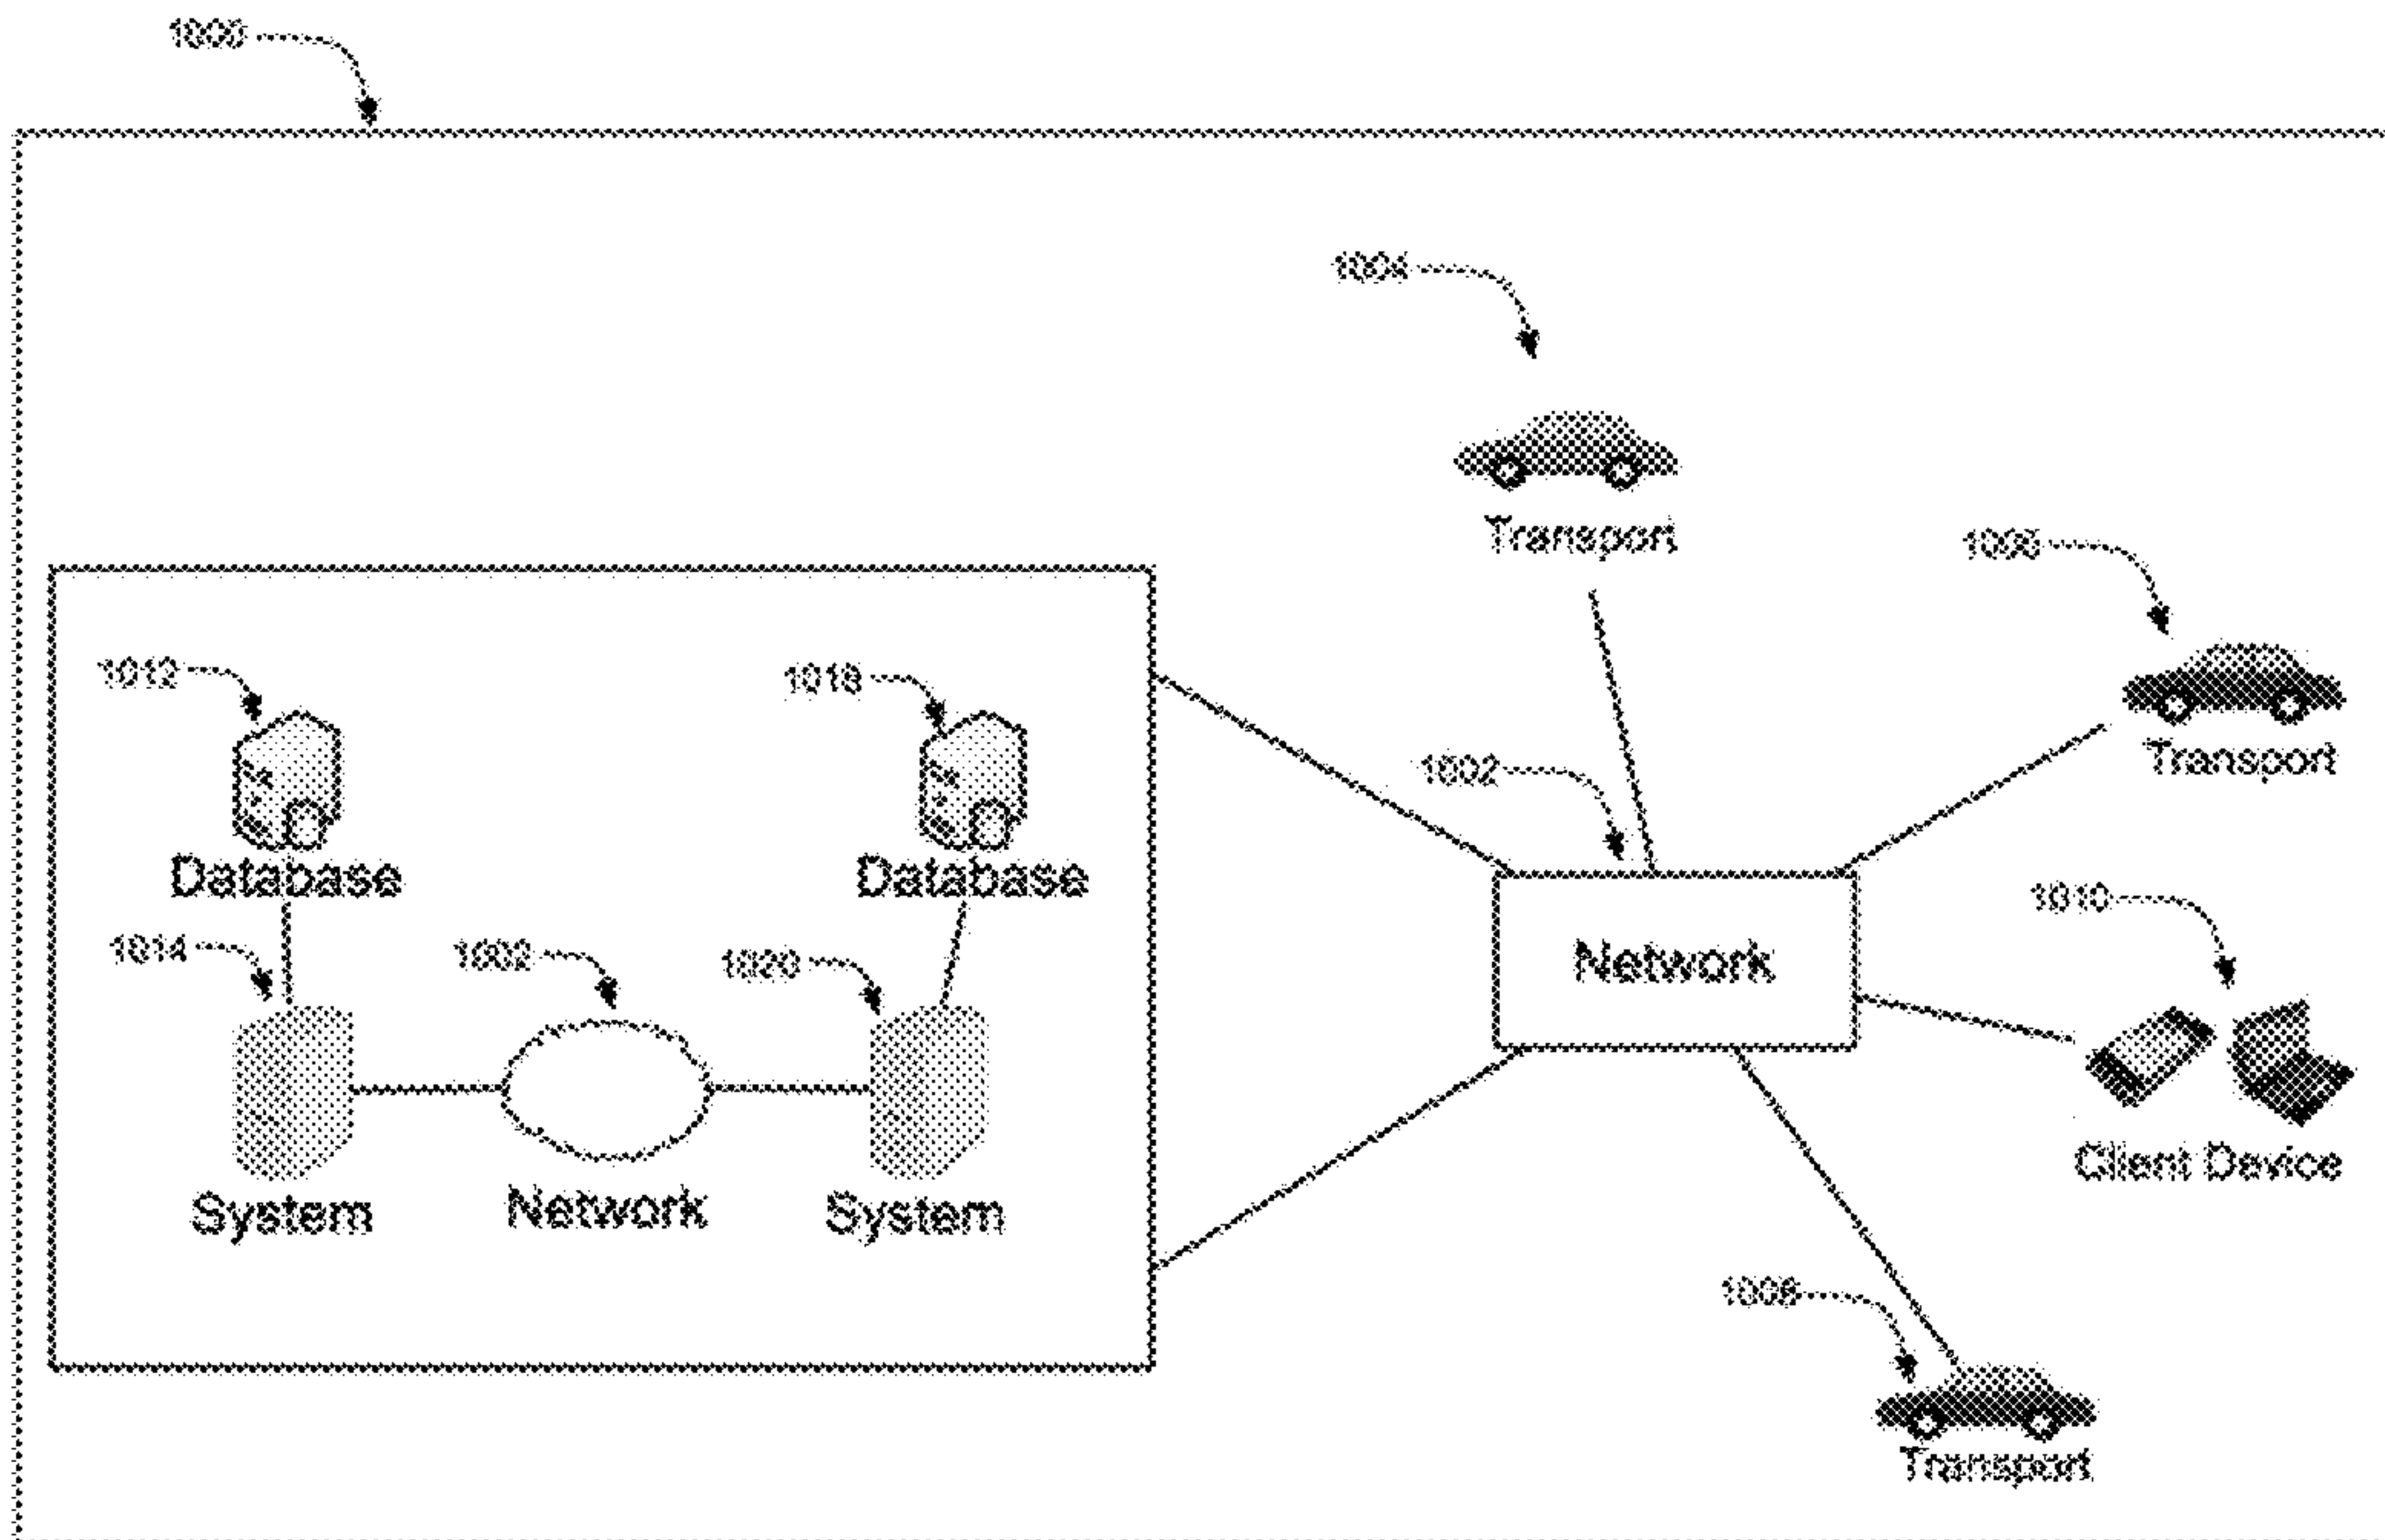 1000
1004
Transport
1006
Transport
1012
1018
Database
Database
1002
Network
1010
Client Device
1014
1002
1020
System
Network
System
1008
Transport